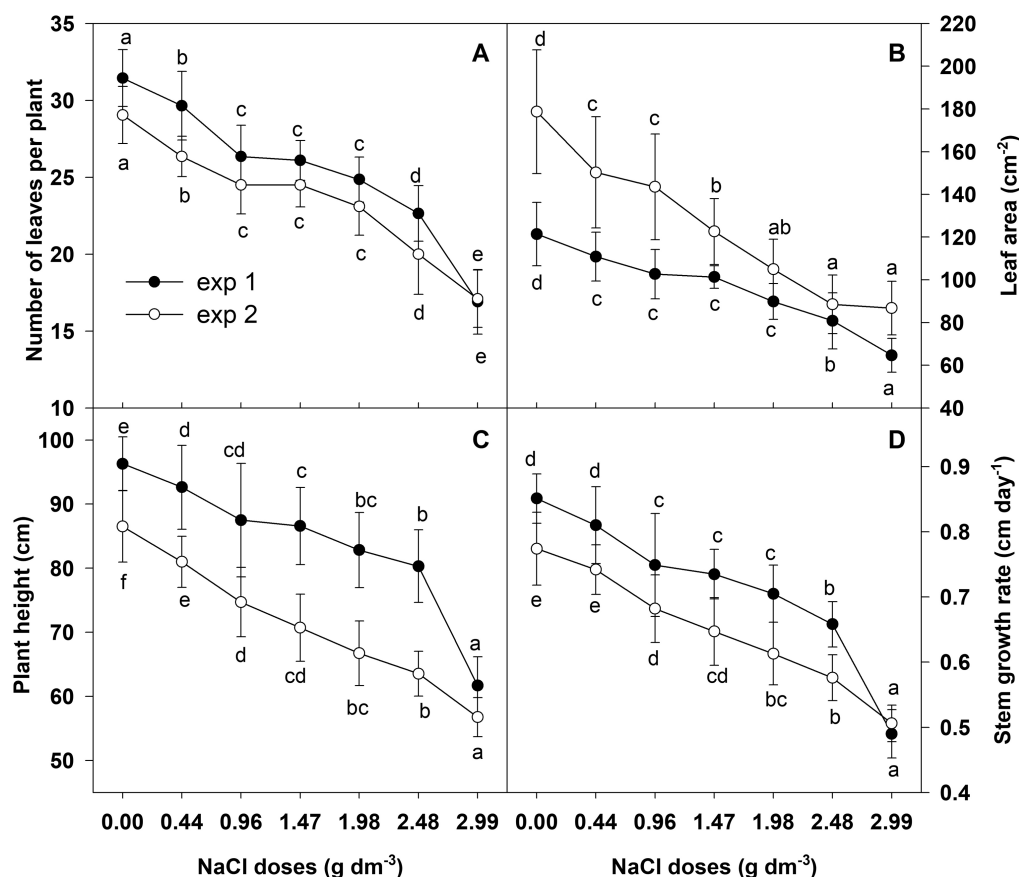 35
30
25
20
15
10
Number of leaves per plant
A
a
b
c
c
c
d
e
a
b
c
c
c
d
e
exp 1
exp 2
220
200
180
160
140
120
100
80
60
40
Leaf area (cm⁻²)
B
d
c
c
b
ab
a
a
d
c
c
c
c
b
a
100
90
80
70
60
50
Plant height (cm)
C
e
d
cd
c
bc
b
a
f
e
d
cd
bc
b
a
0.9
0.8
0.7
0.6
0.5
0.4
Stem growth rate (cm day⁻¹)
D
d
d
c
c
c
b
a
e
e
d
cd
bc
b
a
0.00 0.44 0.96 1.47 1.98 2.48 2.99
0.00 0.44 0.96 1.47 1.98 2.48 2.99
NaCl doses (g dm⁻³)
NaCl doses (g dm⁻³)